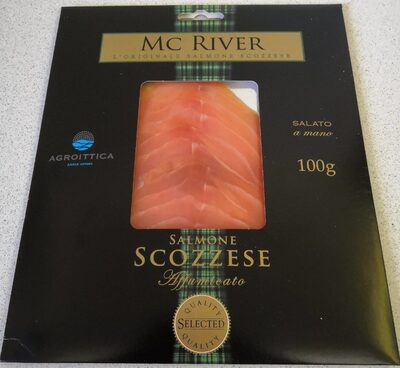 MC RIVER
L'ORIGINALE SALMONE SCOZZESE
SALATO
a mano
AGROITTICA
100g
SALMONE
SCOZZESE
Affumicato
QUALITY
SELECTED
QUALITY